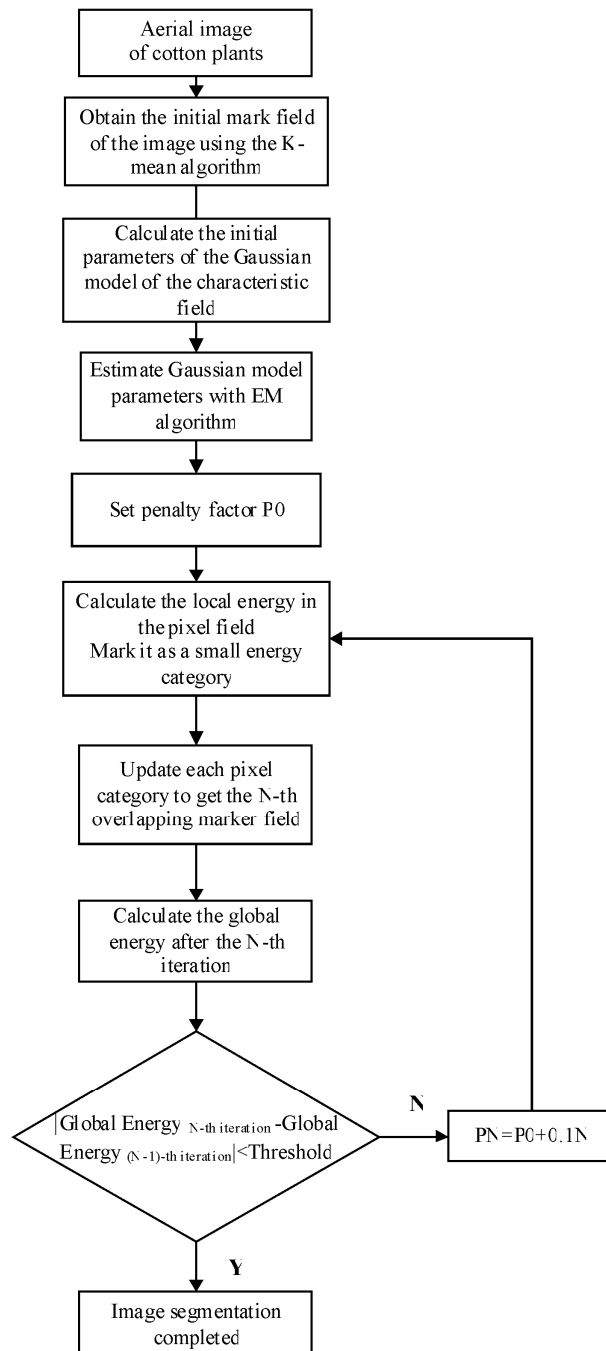 Aerial image
of cotton plants
Obtain the initial mark field
of the image using the K-
mean algorithm
Calculate the initial
parameters of the Gaussian
model of the characteristic
field
Estimate Gaussian model
parameters with EM
algorithm
Set penalty factor P0
Calculate the local energy in
the pixel field
Mark it as a small energy
category
Update each pixel
category to get the N-th
overlapping marker field
Calculate the global
energy after the N-th
iteration
|Global Energy N-th iteration -Global
Energy (N-1)-th iteration|<Threshold
N
PN=P0+0.1N
Y
Image segmentation
completed